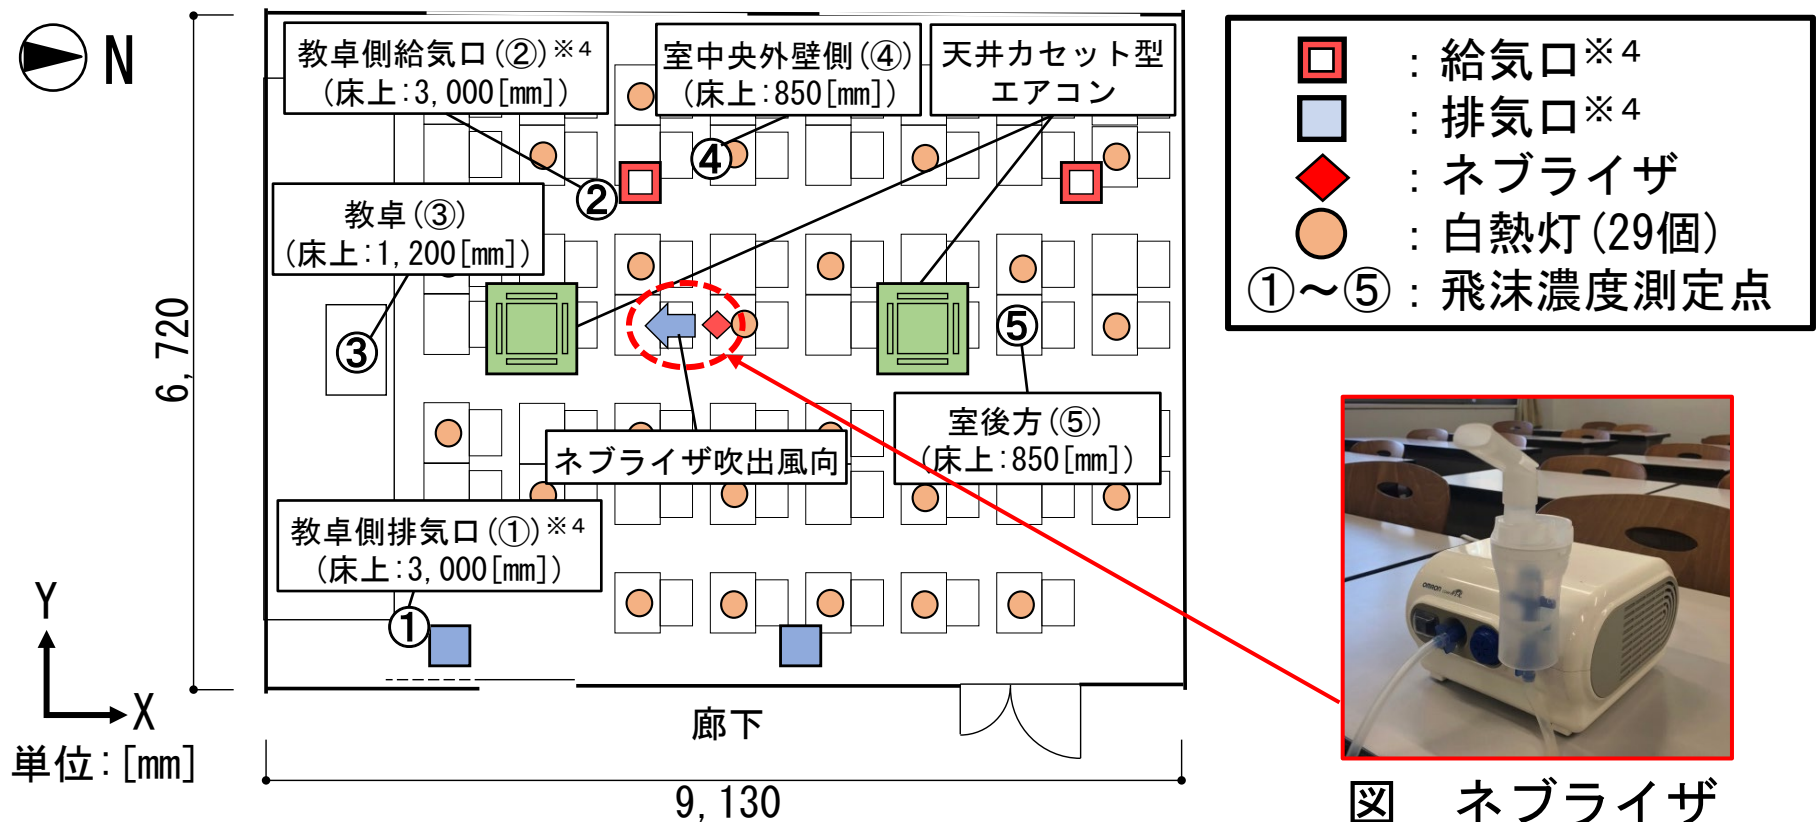 N
教卓側給気口(②)※4
(床上:3,000[mm])
室中央外壁側(④)
(床上:850[mm])
天井カセット型
エアコン
教卓(③)
(床上:1,200[mm])
④
②
③
⑤
室後方(⑤)
(床上:850[mm])
ネブライザ吹出風向
教卓側排気口(①)※4
(床上:3,000[mm])
①
廊下
6,720
9,130
Y
X
単位:[mm]
:給気口※4
:排気口※4
:ネブライザ
:白熱灯(29個)
①～⑤:飛沫濃度測定点
omron
図 ネブライザ